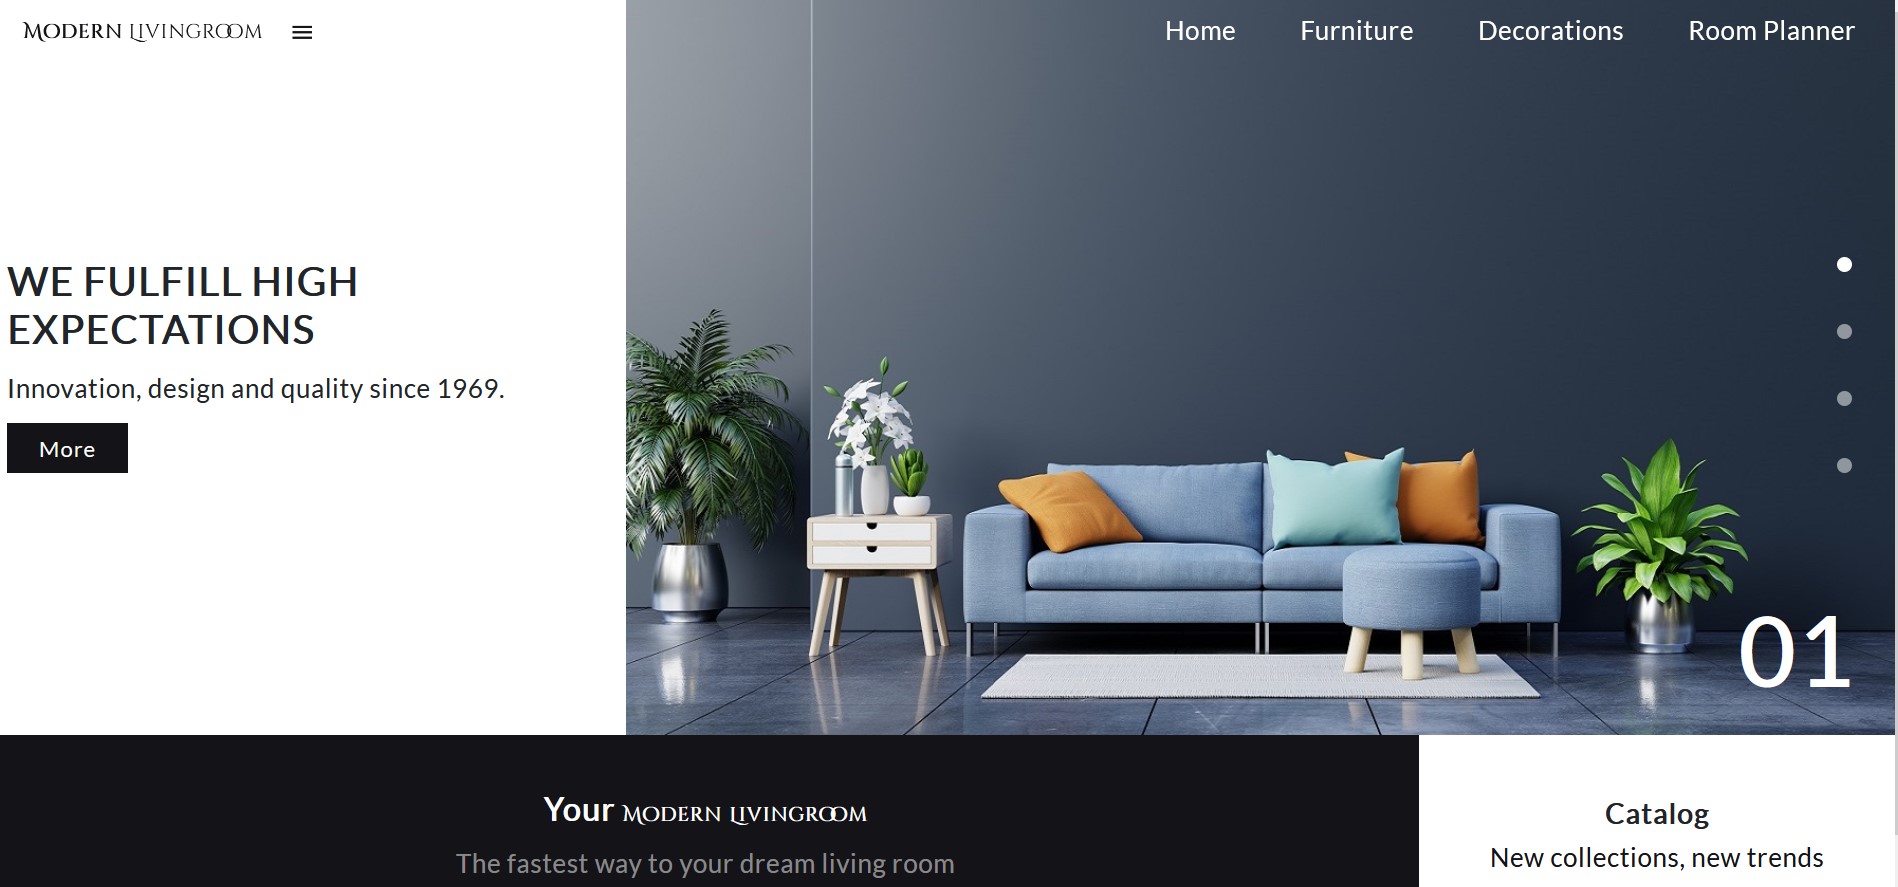 Modern Livingroom
Home Furniture Decorations Room Planner
WE FULFILL HIGH
EXPECTATIONS
Innovation, design and quality since 1969.
More
01
Your Modern Livingroom
The fastest way to your dream living room
Catalog
New collections, new trends